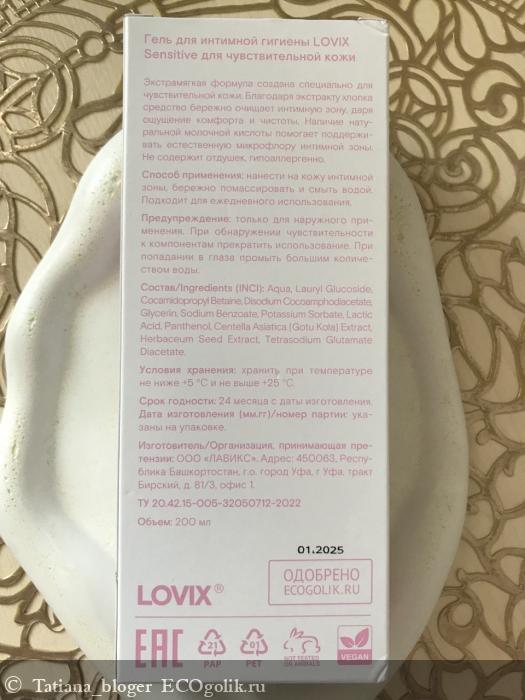 Гель для интимной гигиены LOVIX
Sensitive для чувствительной кожи
Экстрамягкая формула создана специально для
чувствительной кожи. Благодаря экстракту хлопка
средство бережно очищает интимную зону, даря
ощущение комфорта и чистоты. Наличие нату-
ральной молочной кислоты помогает поддержи-
вать естественную микрофлору интимной зоны.
Не содержит отдушек, гипоаллергенно.
Способ применения: нанести на кожу интимной
зоны, бережно помассировать и смыть водой.
Подходит для ежедневного использования.
Предупреждение: только для наружного при-
менения. При обнаружении чувствительности
к компонентам прекратить использование. При
попадании в глаза промыть большим количе-
ством воды.
Состав/Ingredients (INCI): Aqua, Lauryl Glucoside,
Cocamidopropyl Betaine, Disodium Cocoamphodiacetate,
Glycerin, Sodium Benzoate, Potassium Sorbate, Lactic
Acid, Panthenol, Centella Asiatica (Gotu Kola) Extract,
Herbaceum Seed Extract, Tetrasodium Glutamate
Diacetate.
Условия хранения: хранить при температуре
не ниже +5 °C и не выше +25 °C.
Срок годности: 24 месяца с даты изготовления.
Дата изготовления (мм.гг)/номер партии: ука-
заны на упаковке.
Изготовитель/Организация, принимающая пре-
тензии: ООО «ЛАВИКС». Адрес: 450063, Респу-
блика Башкортостан, г.о. город Уфа, г Уфа, тракт
Бирский, д. 81/3, офис 1.
ТУ 20.42.15-005-32050712-2022
Объем: 200 мл
01.2025
LOVIX®
ОДОБРЕНО
ECOGOLIK.RU
EAC
21
PAP
01
PET
NOT TESTED
ON ANIMALS
VEGAN
© Tatiana_bloger ECOgolik.ru